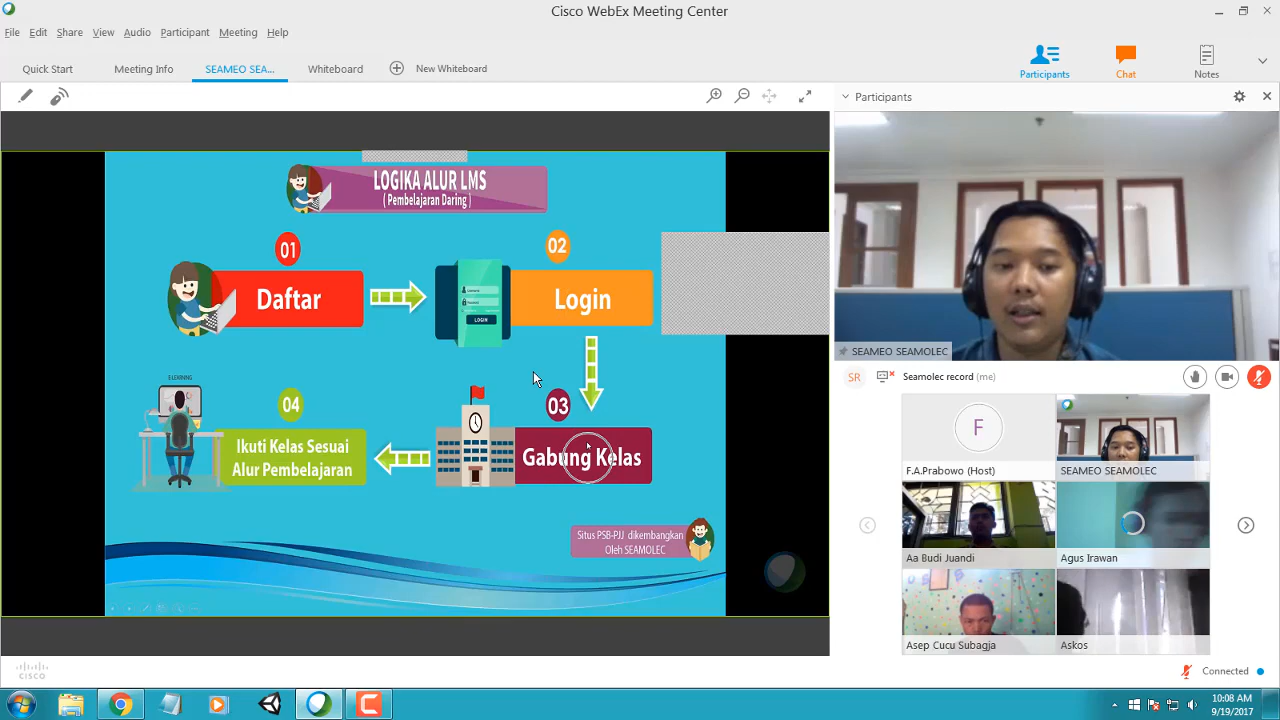 Cisco WebEx Meeting Center
File Edit Share View Audio Participant Meeting Help
Quick Start Meeting Info SEAMEO SEA... Whiteboard New Whiteboard
Participants Chat Notes
Participants
LOGIKA ALUR LMS
( Pembelajaran Daring )
01
Daftar
02
Login
LOGIN
03
Gabung Kelas
04
Ikuti Kelas Sesuai
Alur Pembelajaran
Situs PSB-PJJ dikembangkan
Oleh SEAMOLEC
SEAMEO SEAMOLEC
SR Seamolec record (me)
F
F.A.Prabowo (Host)
SEAMEO SEAMOLEC
Aa Budi Juandi
Agus Irawan
Asep Cucu Subagja
Askos
Connected
cisco
10:08 AM
9/19/2017